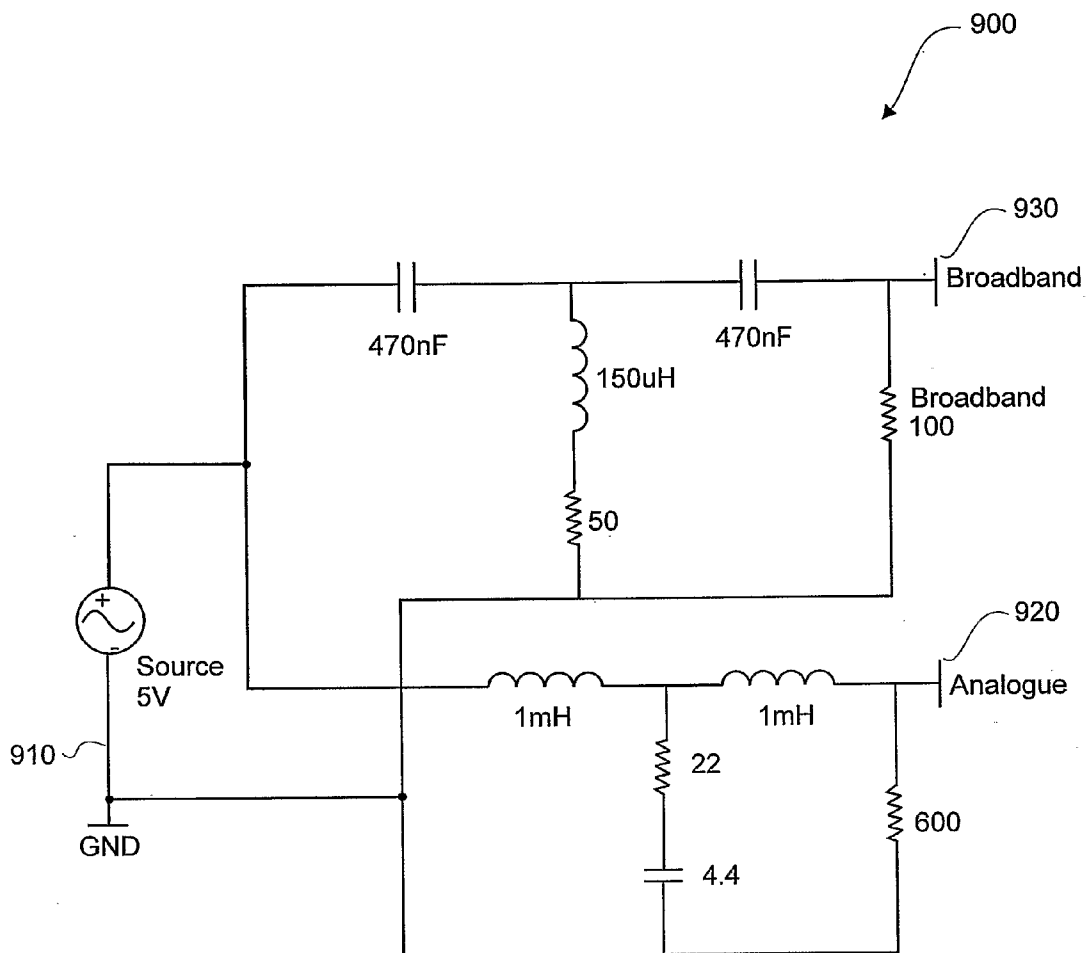 900
930
Broadband
470nF
470nF
150uH
Broadband
100
50
920
+
-
Source
5V
Analogue
1mH
1mH
910
22
600
GND
4.4